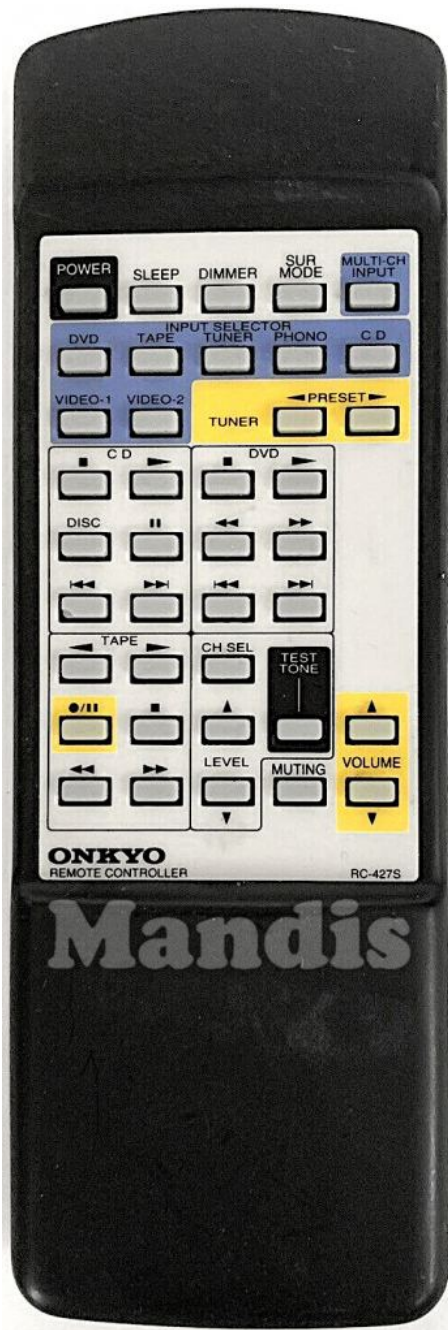 POWER SLEEP DIMMER SUR MODE MULTI-CH INPUT
INPUT SELECTOR
DVD TAPE TUNER PHONO CD
VIDEO-1 VIDEO-2 TUNER ◄PRESET►
■ CD ► ■ DVD ►
DISC ▮▮ ◄◄ ►►
|◄◄ ►►| |◄◄ ►►|
◄ TAPE ► CH SEL TEST TONE
●/▮▮ ■ ▲ ▲
◄◄ ►► LEVEL MUTING VOLUME
▼ ▼
ONKYO
REMOTE CONTROLLER RC-427S
Mandis